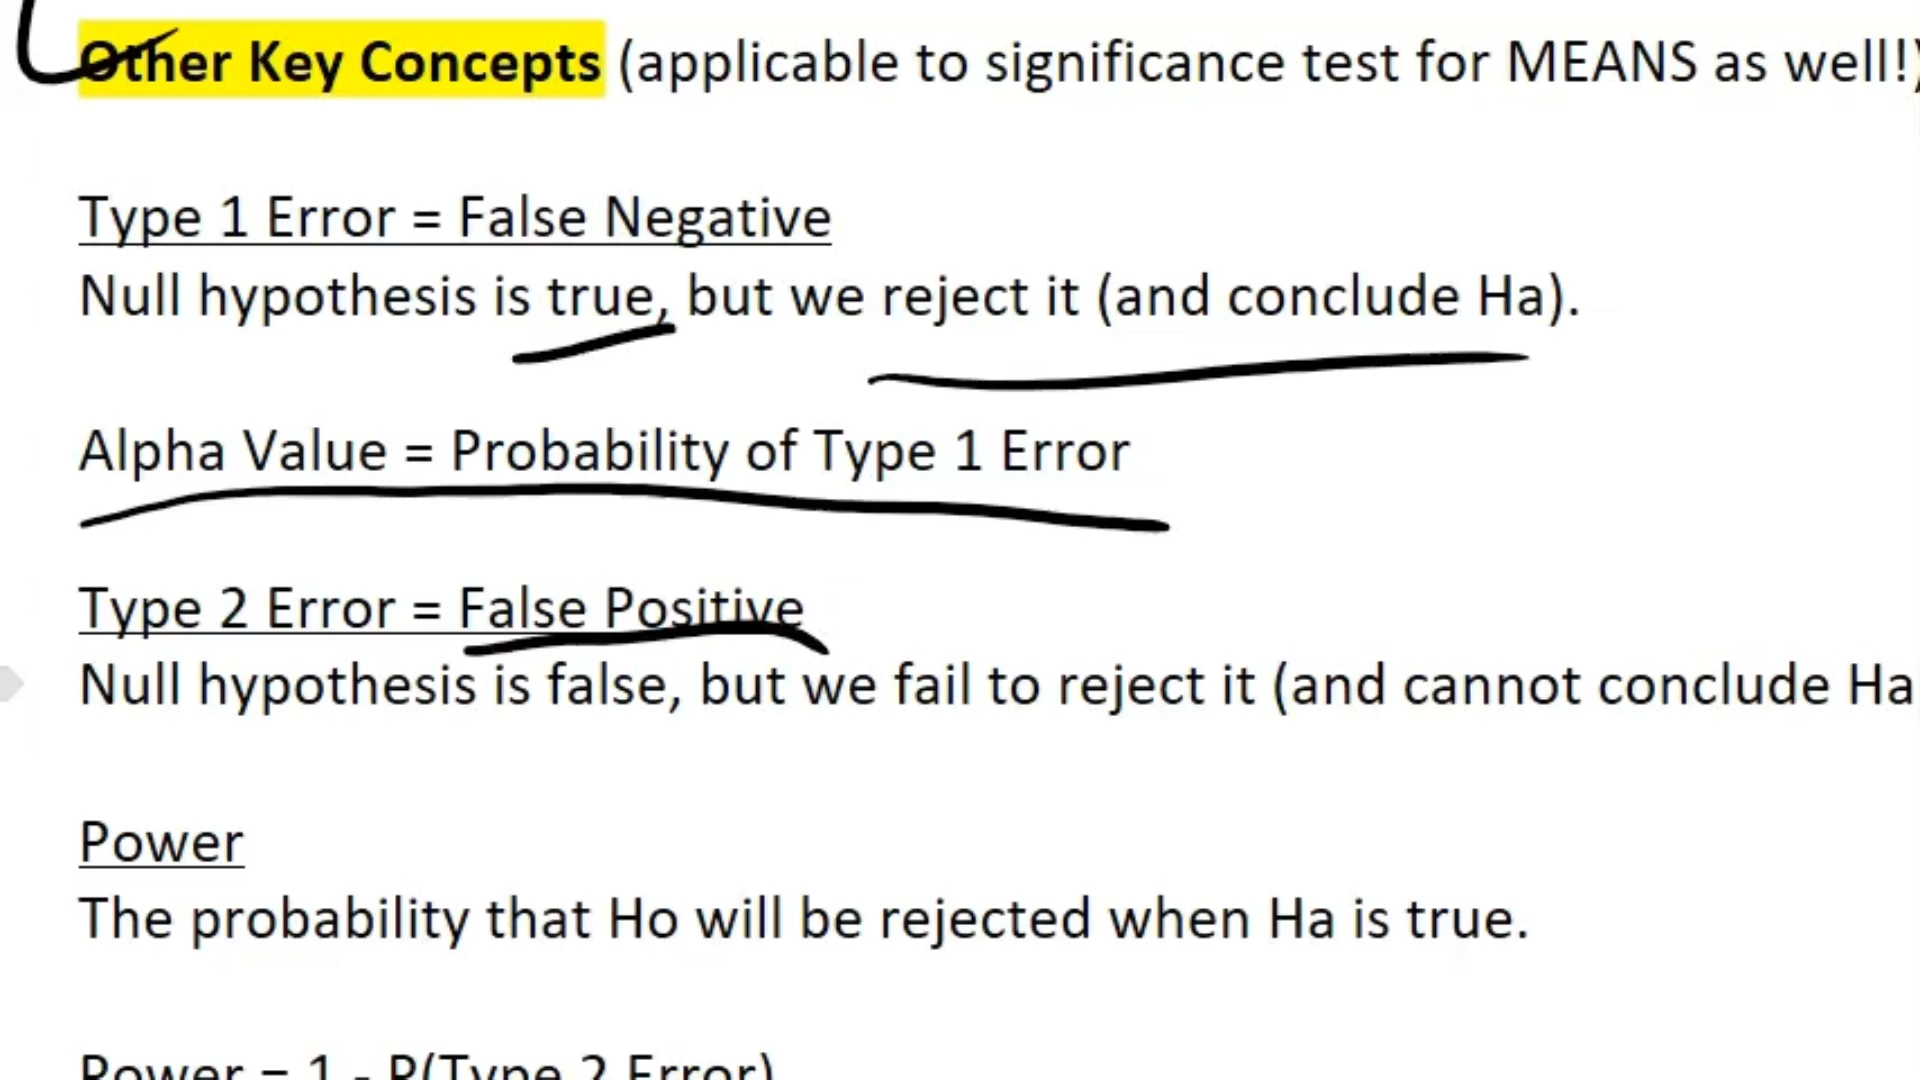 Other Key Concepts (applicable to significance test for MEANS as well!)
Type 1 Error = False Negative
Null hypothesis is true, but we reject it (and conclude Ha).
Alpha Value = Probability of Type 1 Error
Type 2 Error = False Positive
Null hypothesis is false, but we fail to reject it (and cannot conclude Ha
Power
The probability that Ho will be rejected when Ha is true.
Power = 1 - P(Type 2 Error)